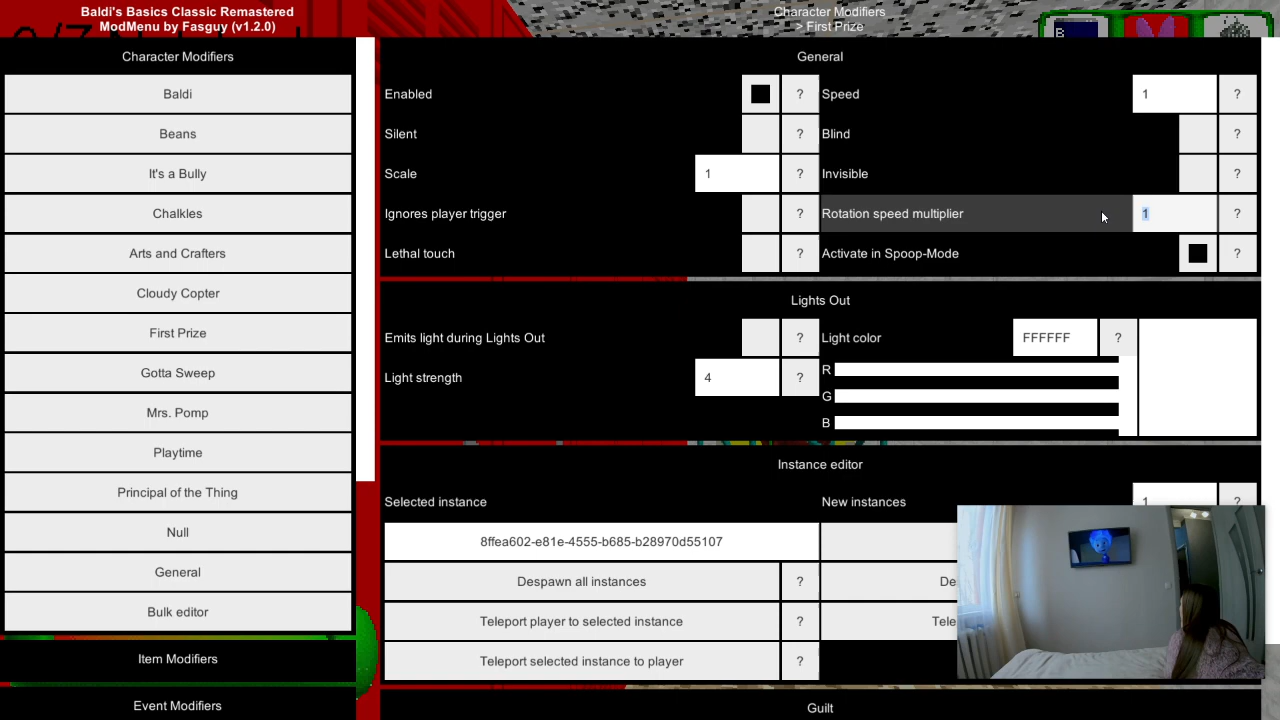 Baldi's Basics Classic Remastered
ModMenu by Fasguy (v1.2.0)
Character Modifiers
> First Prize
Character Modifiers
Baldi
Beans
It's a Bully
Chalkles
Arts and Crafters
Cloudy Copter
First Prize
Gotta Sweep
Mrs. Pomp
Playtime
Principal of the Thing
Null
General
Bulk editor
Item Modifiers
Event Modifiers
General
Enabled ? Speed 1 ?
Silent ? Blind ?
Scale 1 ? Invisible ?
Ignores player trigger ? Rotation speed multiplier 1 ?
Lethal touch ? Activate in Spoop-Mode ?
Lights Out
Emits light during Lights Out ? Light color FFFFFF ?
Light strength 4 ?
R
G
B
Instance editor
Selected instance New instances 1 ?
8ffea602-e81e-4555-b685-b28970d55107
Despawn all instances ? De
Teleport player to selected instance ? Tele
Teleport selected instance to player ?
Guilt